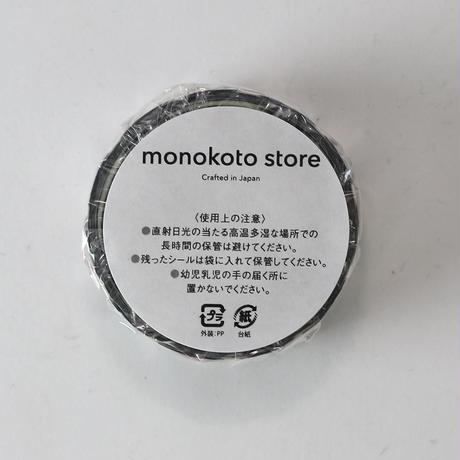 monokoto store
Crafted in Japan
〈使用上の注意〉
●直射日光の当たる高温多湿な場所での
長時間の保管は避けてください。
●残ったシールは袋に入れて保管してください。
●幼児乳児の手の届く所に
置かないでください。
プラ 紙
外装:PP 台紙